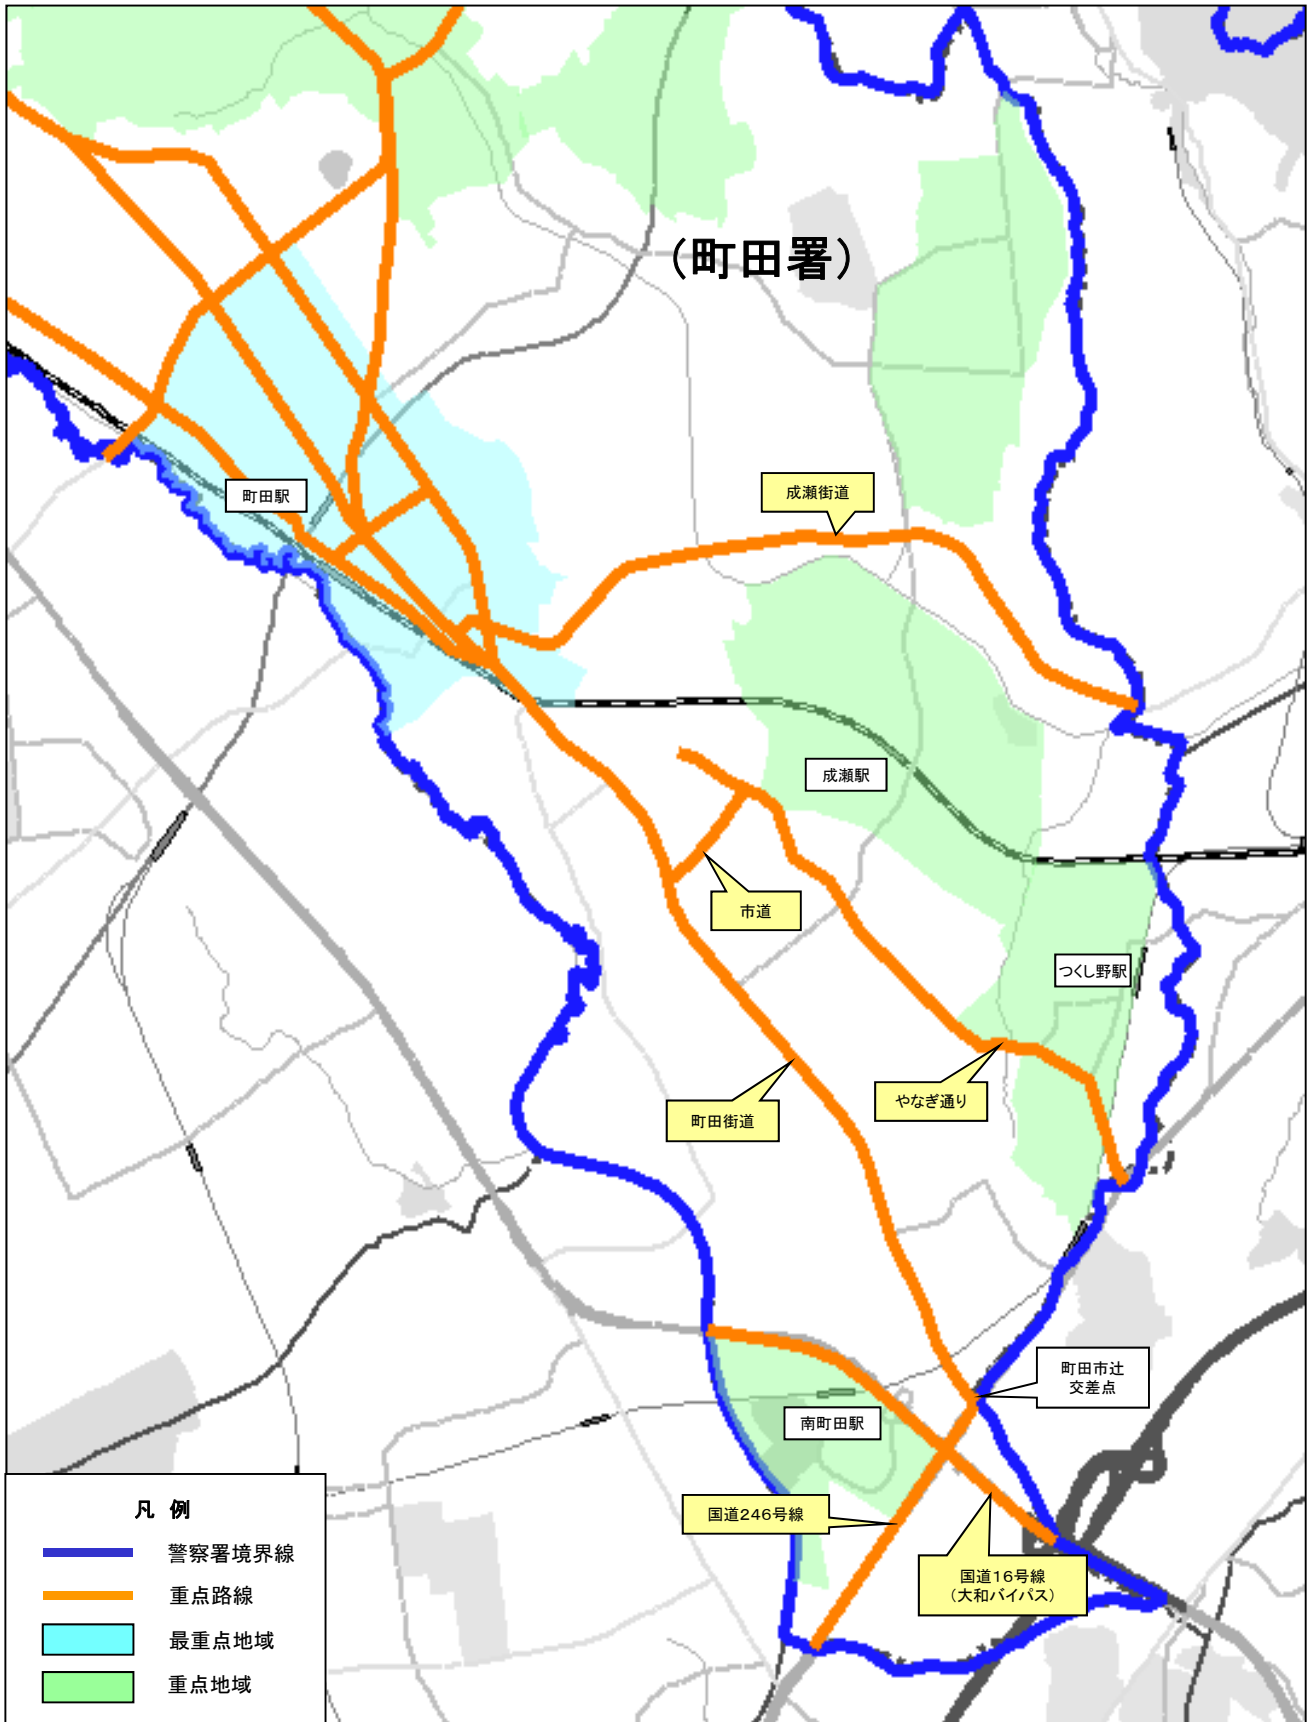 （町田署）
町田駅
成瀬街道
成瀬駅
市道
つくし野駅
やなぎ通り
町田街道
町田市辻
交差点
南町田駅
国道246号線
国道16号線
（大和バイパス）
凡 例
警察署境界線
重点路線
最重点地域
重点地域